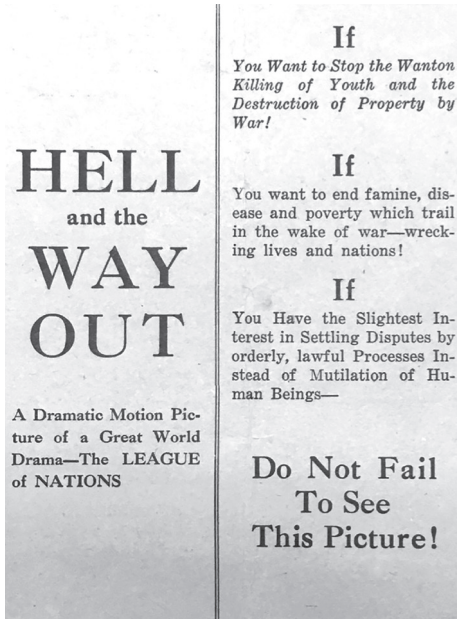 HELL
and the
WAY
OUT
A Dramatic Motion Pic-
ture of a Great World
Drama—The LEAGUE
of NATIONS
If
You Want to Stop the Wanton
Killing of Youth and the
Destruction of Property by
War!
If
You want to end famine, dis-
ease and poverty which trail
in the wake of war—wreck-
ing lives and nations!
If
You Have the Slightest In-
terest in Settling Disputes by
orderly, lawful Processes In-
stead of Mutilation of Hu-
man Beings—
Do Not Fail
To See
This Picture!